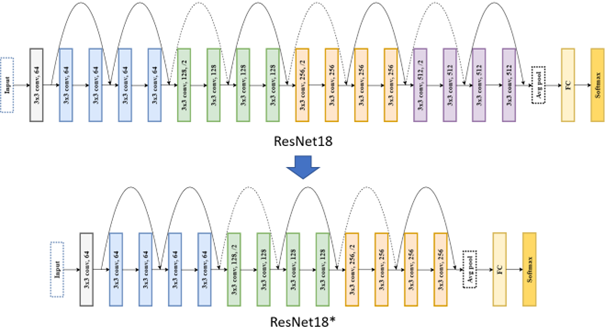 Input
3x3 conv, 64
3x3 conv, 64
3x3 conv, 64
3x3 conv, 64
3x3 conv, 64
3x3 conv, 128, /2
3x3 conv, 128
3x3 conv, 128
3x3 conv, 128
3x3 conv, 256, /2
3x3 conv, 256
3x3 conv, 256
3x3 conv, 256
3x3 conv, 512, /2
3x3 conv, 512
3x3 conv, 512
3x3 conv, 512
Avg pool
FC
Softmax
ResNet18
Input
3x3 conv, 64
3x3 conv, 64
3x3 conv, 64
3x3 conv, 64
3x3 conv, 64
3x3 conv, 128, /2
3x3 conv, 128
3x3 conv, 128
3x3 conv, 128
3x3 conv, 256, /2
3x3 conv, 256
3x3 conv, 256
3x3 conv, 256
Avg pool
FC
Softmax
ResNet18*